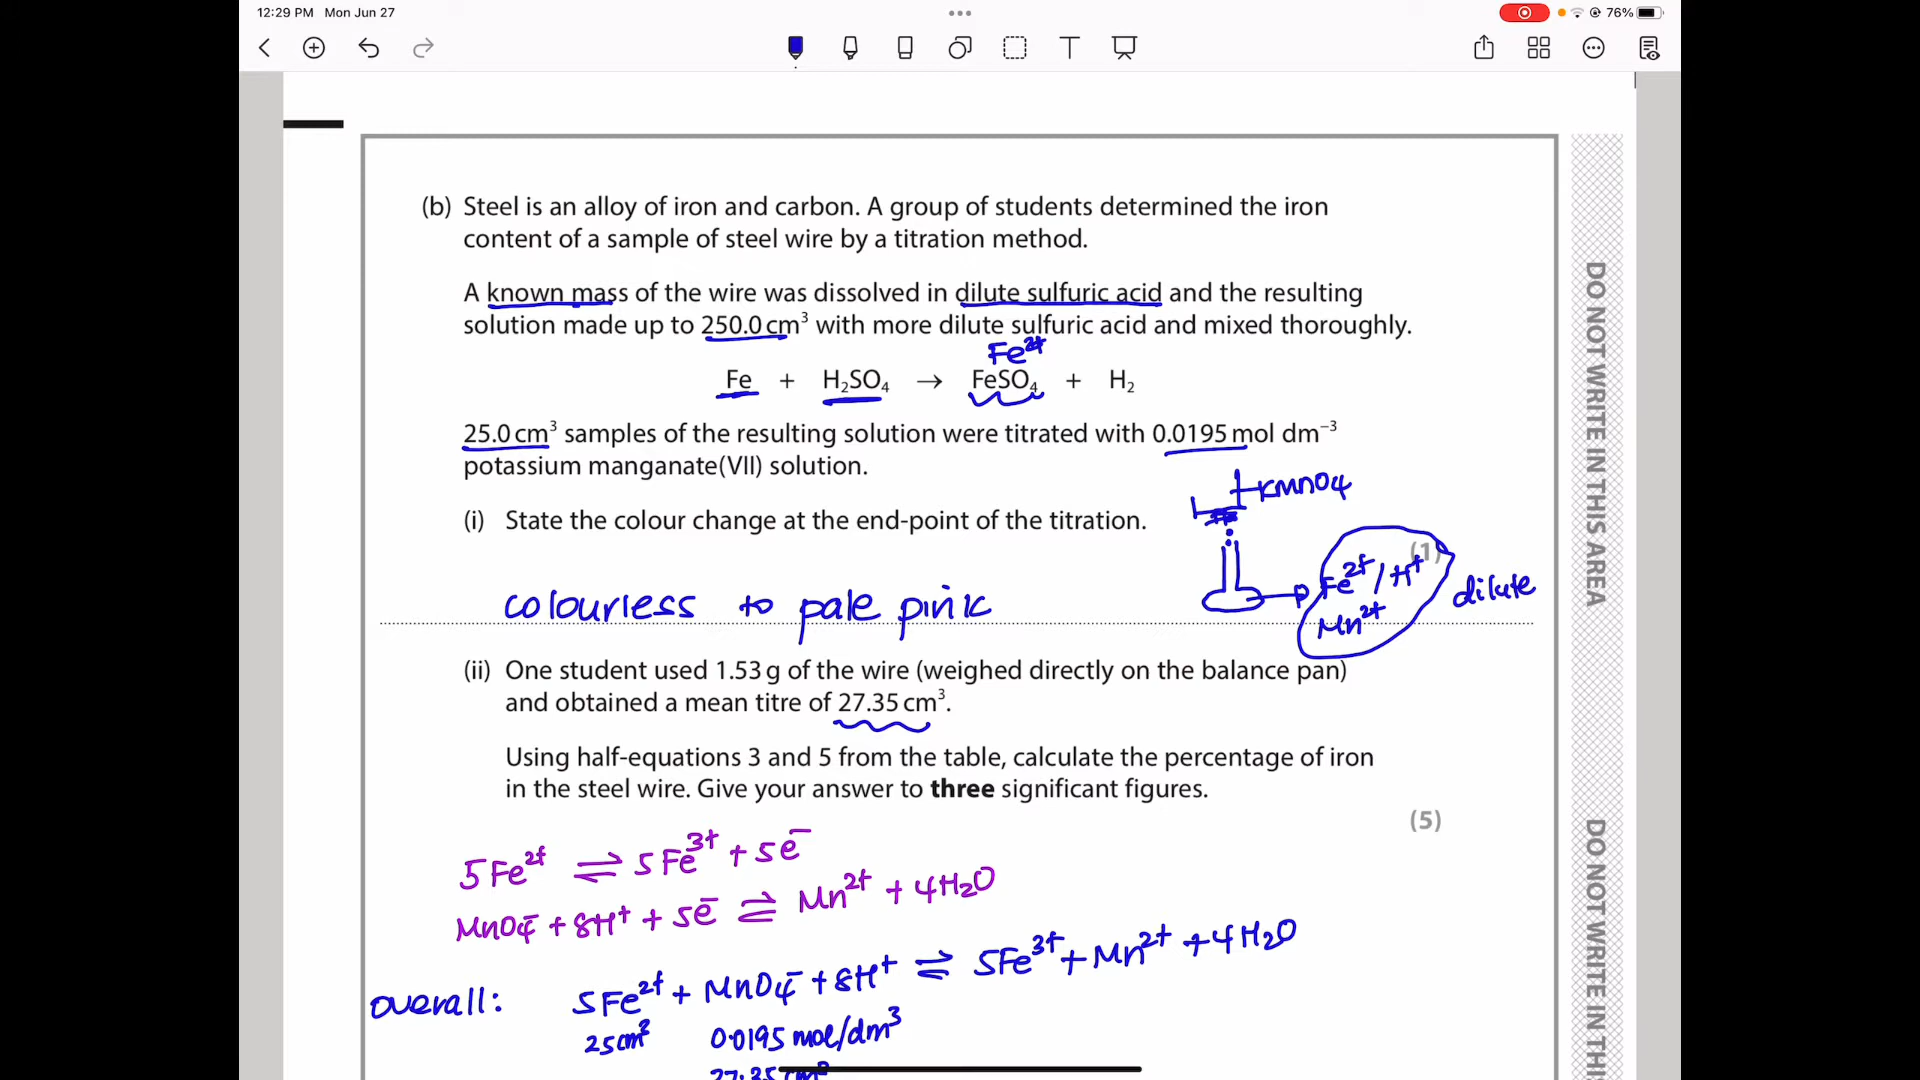 12:29 PM Mon Jun 27
76%
(b) Steel is an alloy of iron and carbon. A group of students determined the iron
content of a sample of steel wire by a titration method.
A known mass of the wire was dissolved in dilute sulfuric acid and the resulting
solution made up to 250.0 cm³ with more dilute sulfuric acid and mixed thoroughly.
Fe²⁺
Fe + H₂SO₄ → FeSO₄ + H₂
25.0 cm³ samples of the resulting solution were titrated with 0.0195 mol dm⁻³
potassium manganate(VII) solution.
KMnO₄
(i) State the colour change at the end-point of the titration.
(1)
Fe²⁺/H⁺
Mn²⁺
dilute
colourless to pale pink
(ii) One student used 1.53 g of the wire (weighed directly on the balance pan)
and obtained a mean titre of 27.35 cm³.
Using half-equations 3 and 5 from the table, calculate the percentage of iron
in the steel wire. Give your answer to three significant figures.
(5)
5Fe²⁺ ⇌ 5Fe³⁺ + 5e⁻
MnO₄⁻ + 8H⁺ + 5e⁻ ⇌ Mn²⁺ + 4H₂O
overall: 5Fe²⁺ + MnO₄⁻ + 8H⁺ ⇌ 5Fe³⁺ + Mn²⁺ + 4H₂O
25cm³ 0.0195 mol/dm³
27.35 cm³
DO NOT WRITE IN THIS AREA
DO NOT WRITE IN THIS